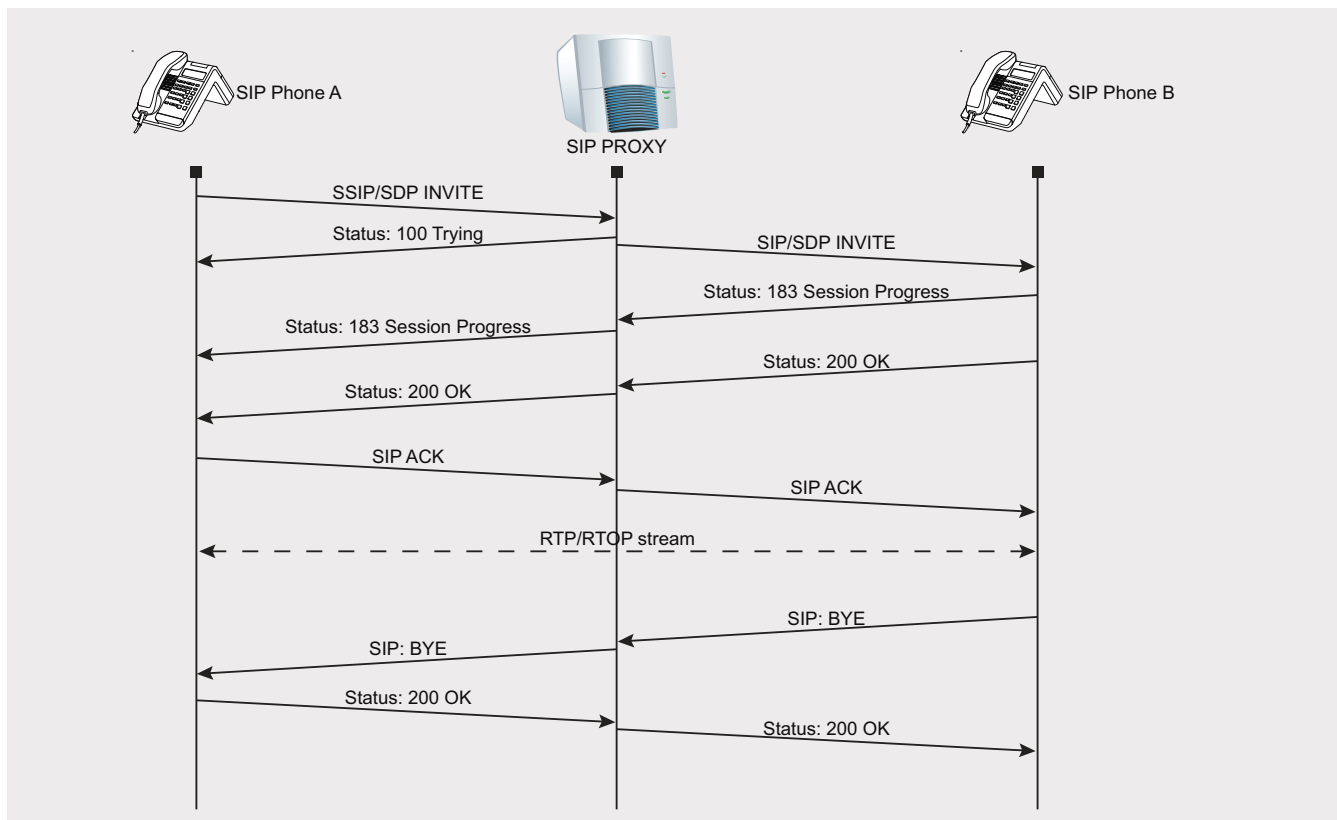 SIP Phone A
SIP PROXY
SIP Phone B
SSIP/SDP INVITE
Status: 100 Trying
SIP/SDP INVITE
Status: 183 Session Progress
Status: 183 Session Progress
Status: 200 OK
Status: 200 OK
SIP ACK
SIP ACK
RTP/RTOP stream
SIP: BYE
SIP: BYE
Status: 200 OK
Status: 200 OK